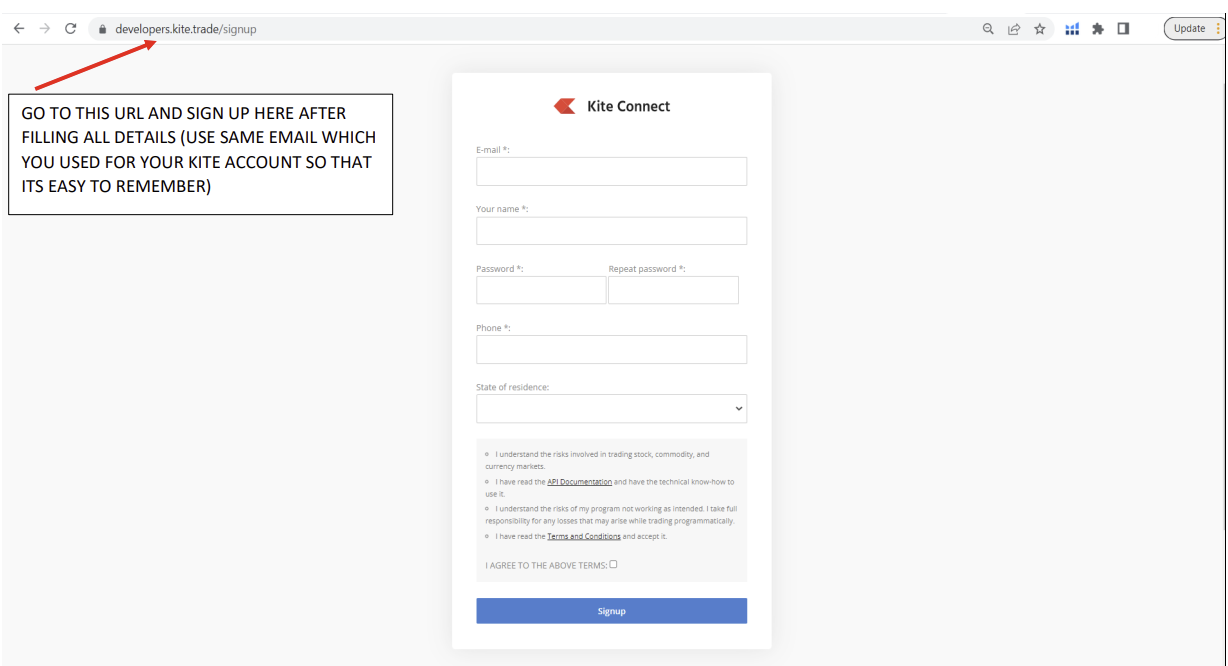 developers.kite.trade/signup
Update
GO TO THIS URL AND SIGN UP HERE AFTER
FILLING ALL DETAILS (USE SAME EMAIL WHICH
YOU USED FOR YOUR KITE ACCOUNT SO THAT
ITS EASY TO REMEMBER)
Kite Connect
E-mail *:
Your name *:
Password *: Repeat password *:
Phone *:
State of residence:
I understand the risks involved in trading stock, commodity, and
currency markets.
I have read the API Documentation and have the technical know-how to
use it.
I understand the risks of my program not working as intended. I take full
responsibility for any losses that may arise while trading programmatically.
I have read the Terms and Conditions and accept it.
I AGREE TO THE ABOVE TERMS:
Signup